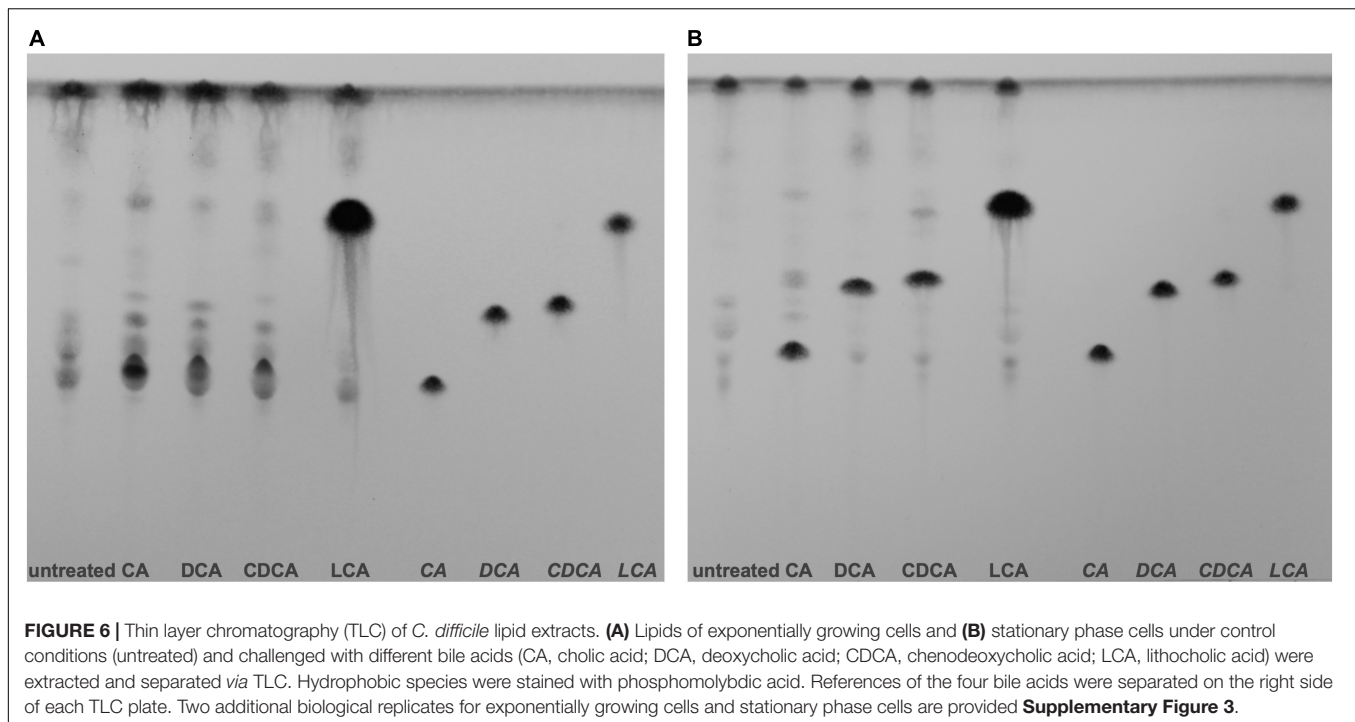 A
B
untreated CA DCA CDCA LCA CA DCA CDCA LCA
untreated CA DCA CDCA LCA CA DCA CDCA LCA
FIGURE 6 | Thin layer chromatography (TLC) of C. difficile lipid extracts. (A) Lipids of exponentially growing cells and (B) stationary phase cells under control
conditions (untreated) and challenged with different bile acids (CA, cholic acid; DCA, deoxycholic acid; CDCA, chenodeoxycholic acid; LCA, lithocholic acid) were
extracted and separated via TLC. Hydrophobic species were stained with phosphomolybdic acid. References of the four bile acids were separated on the right side
of each TLC plate. Two additional biological replicates for exponentially growing cells and stationary phase cells are provided Supplementary Figure 3.